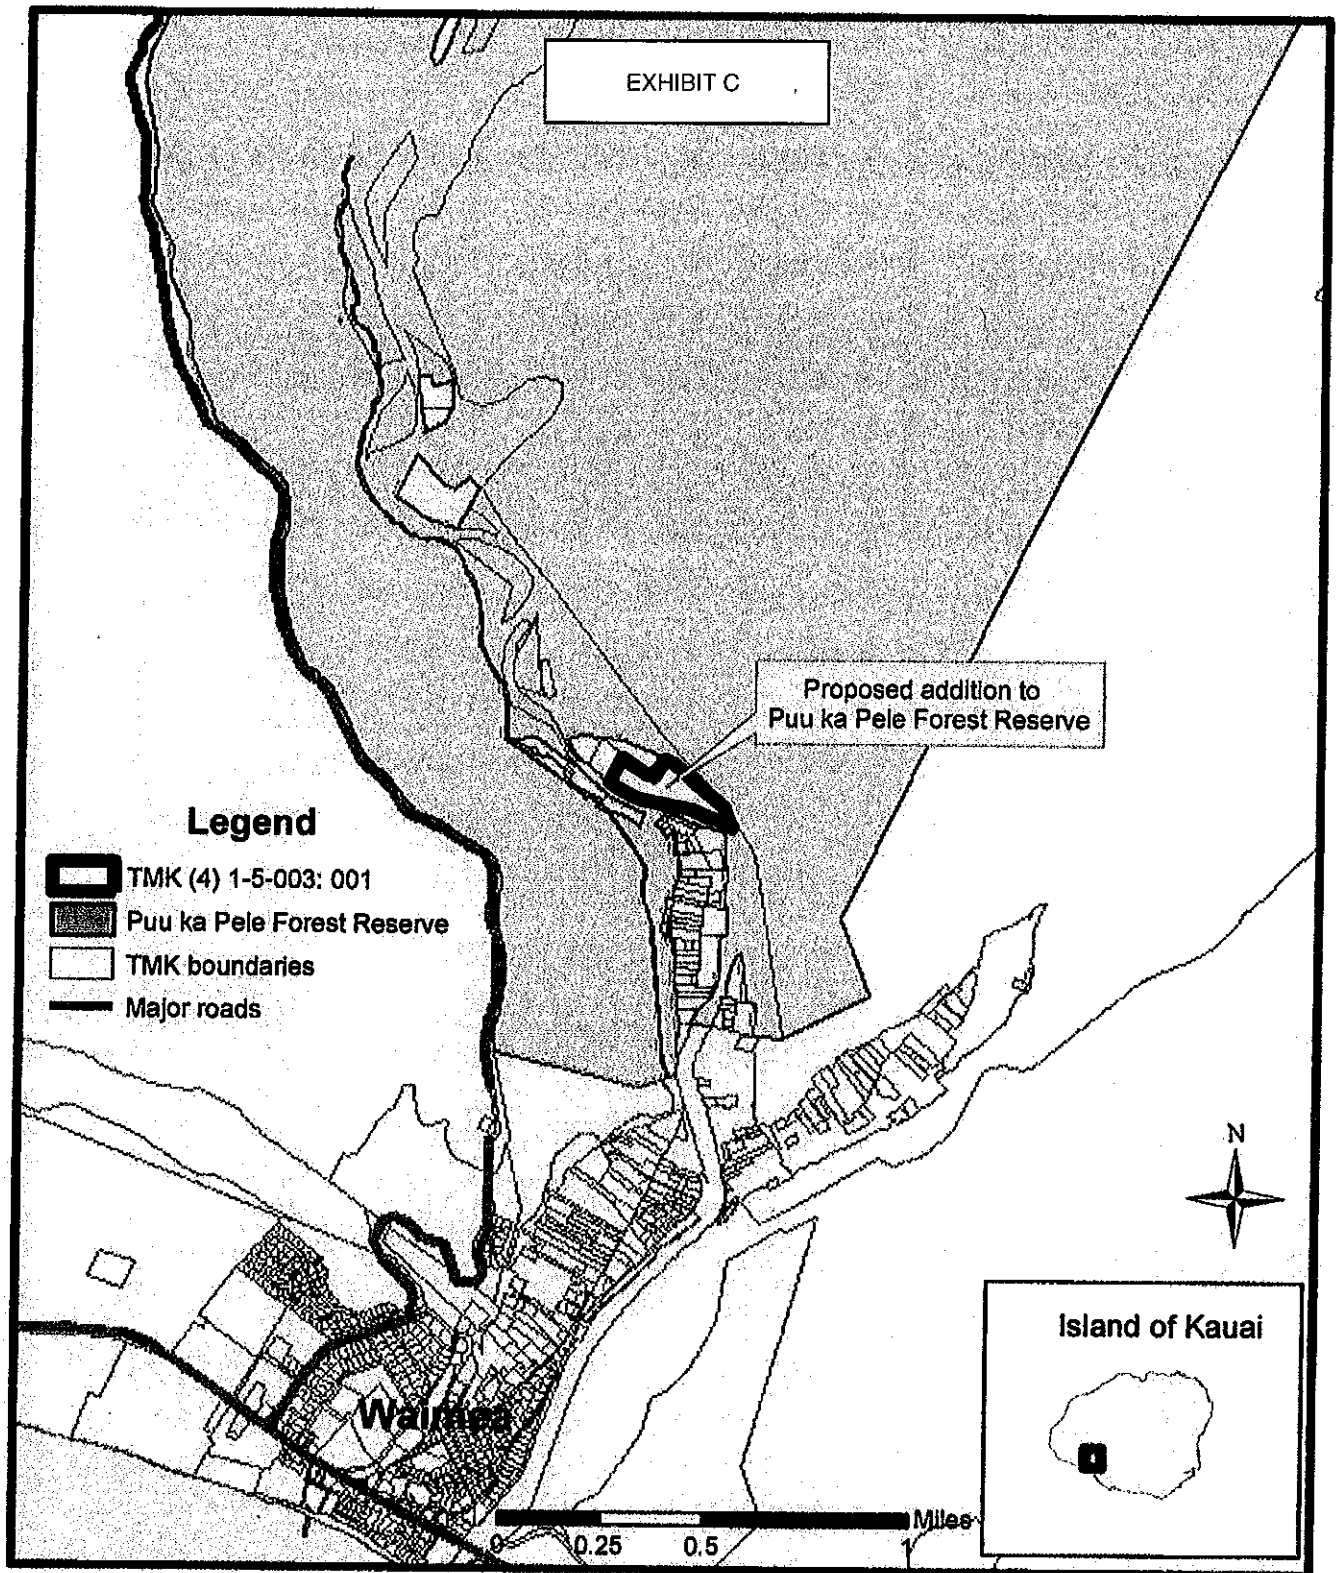 EXHIBIT C
Proposed addition to
Puu ka Pele Forest Reserve
Legend
TMK (4) 1-5-003: 001
Puu ka Pele Forest Reserve
TMK boundaries
Major roads
N
Island of Kauai
Waimea
Miles
0 0.25 0.5 1